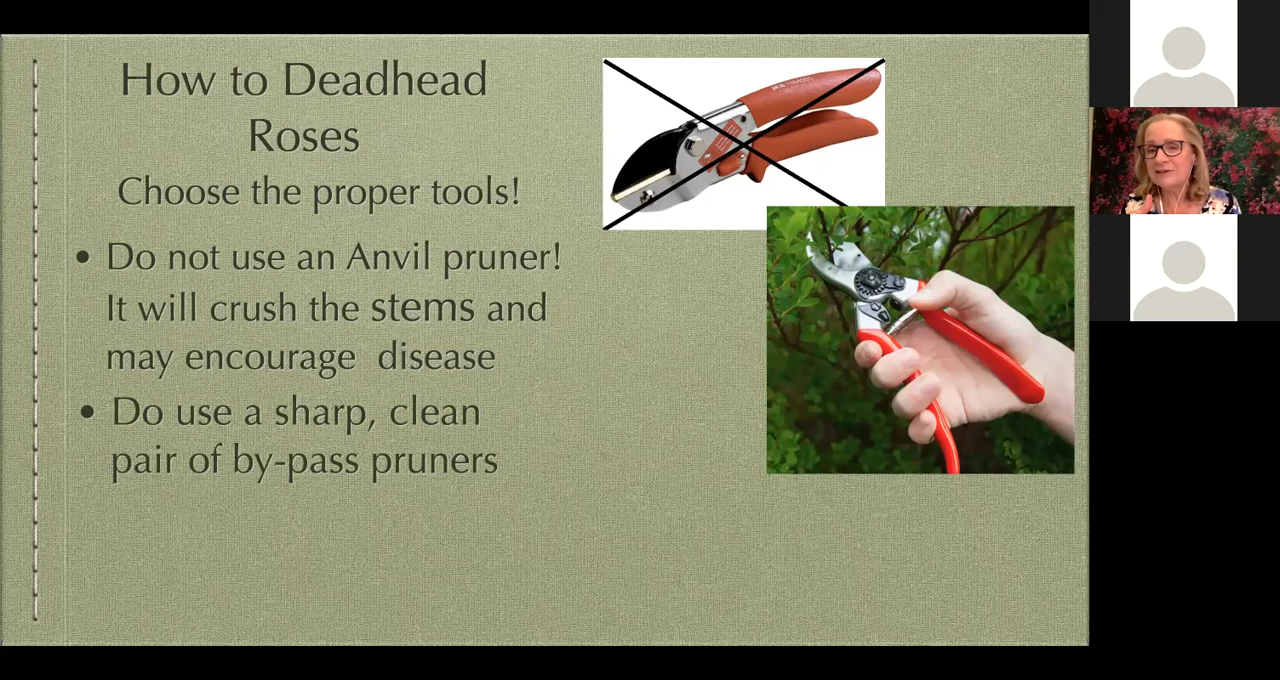 How to Deadhead
Roses
Choose the proper tools!
• Do not use an Anvil pruner!
It will crush the stems and
may encourage disease
• Do use a sharp, clean
pair of by-pass pruners